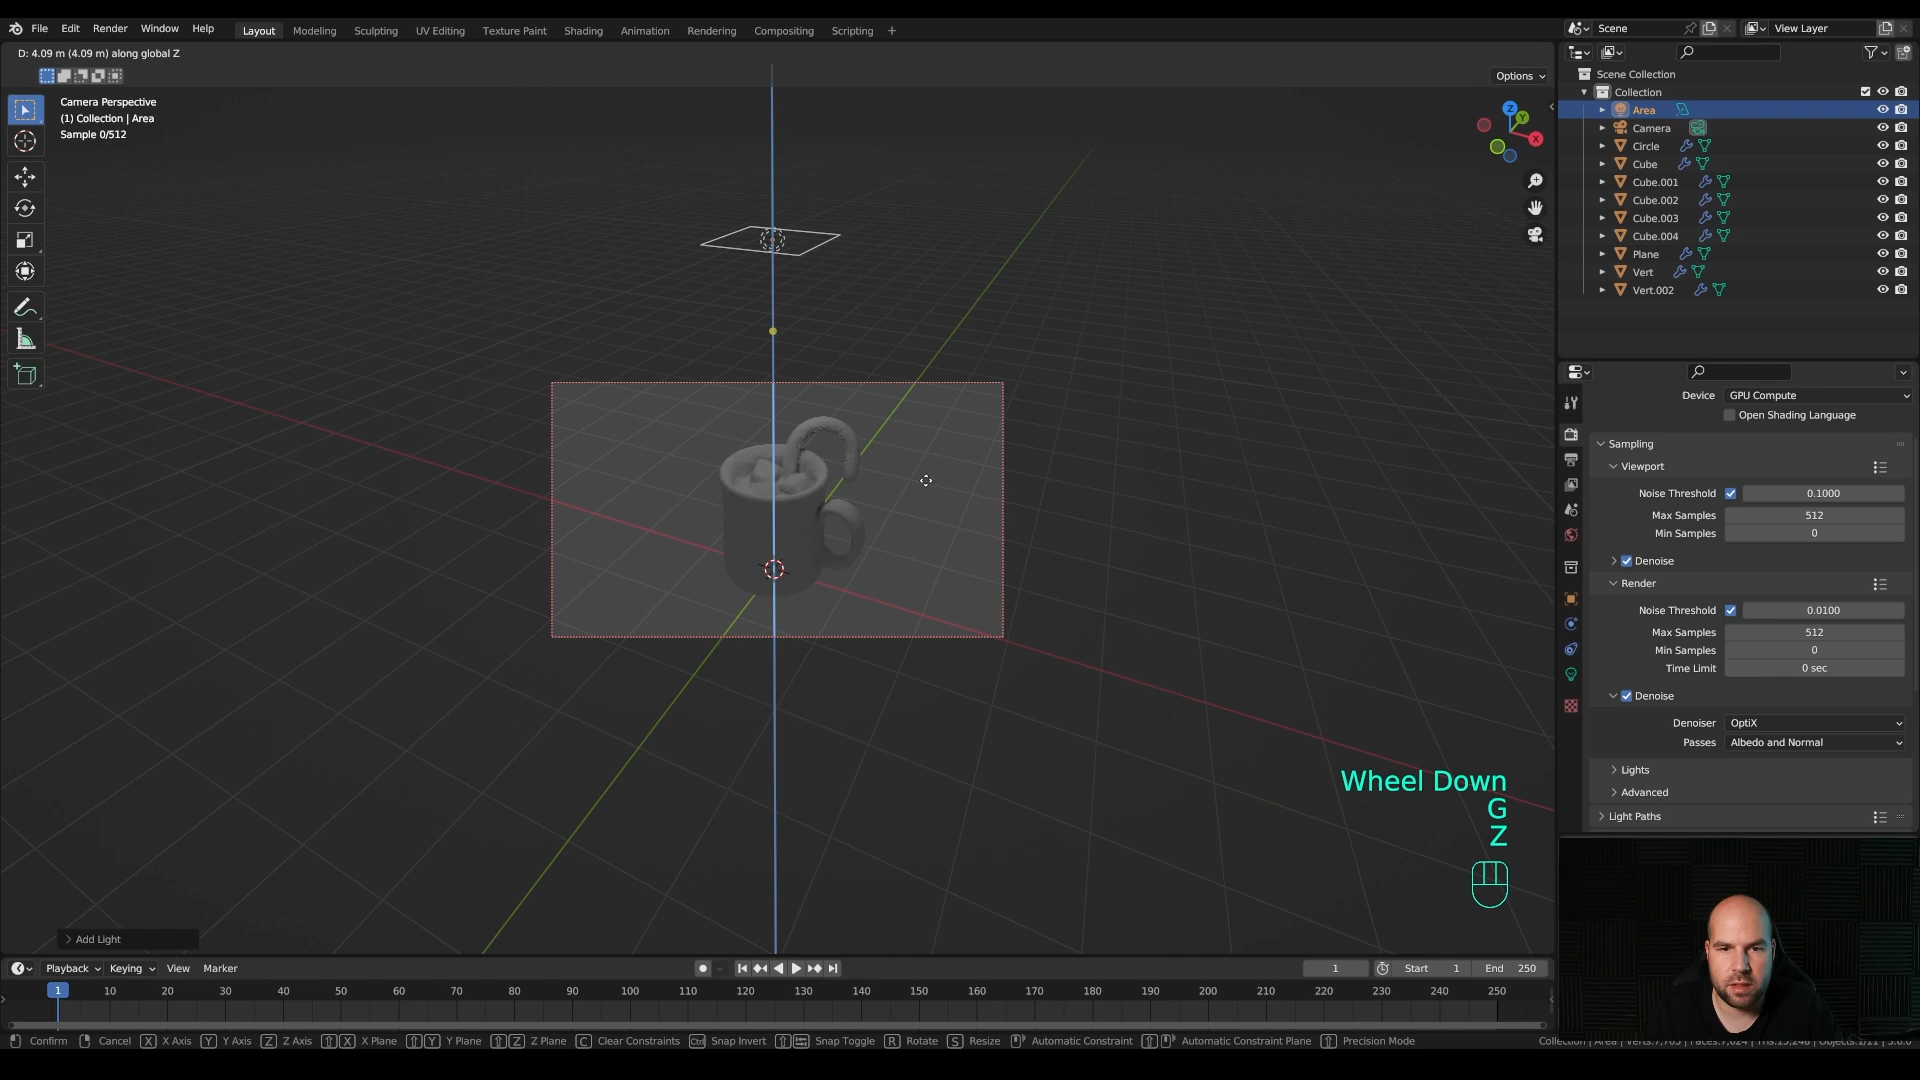 File Edit Render Window Help
Layout Modeling Sculpting UV Editing Texture Paint Shading Animation Rendering Compositing Scripting +
Scene
View Layer
D: 4.09 m (4.09 m) along global Z
Options
Camera Perspective
(1) Collection | Area
Sample 0/512
Z
Y
X
Scene Collection
Collection
Area
Camera
Circle
Cube
Cube.001
Cube.002
Cube.003
Cube.004
Plane
Vert
Vert.002
Device GPU Compute
Open Shading Language
Sampling
Viewport
Noise Threshold 0.1000
Max Samples 512
Min Samples 0
Denoise
Render
Noise Threshold 0.0100
Max Samples 512
Min Samples 0
Time Limit 0 sec
Denoise
Denoiser OptiX
Passes Albedo and Normal
Lights
Advanced
Light Paths
Wheel Down
G
Z
Add Light
Playback Keying View Marker
1 Start 1 End 250
1 10 20 30 40 50 60 70 80 90 100 110 120 130 140 150 160 170 180 190 200 210 220 230 240 250
Confirm Cancel X X Axis Y Y Axis Z Z Axis X X Plane Y Y Plane Z Z Plane C Clear Constraints Ctrl Snap Invert Snap Toggle R Rotate S Resize Automatic Constraint Automatic Constraint Plane Precision Mode